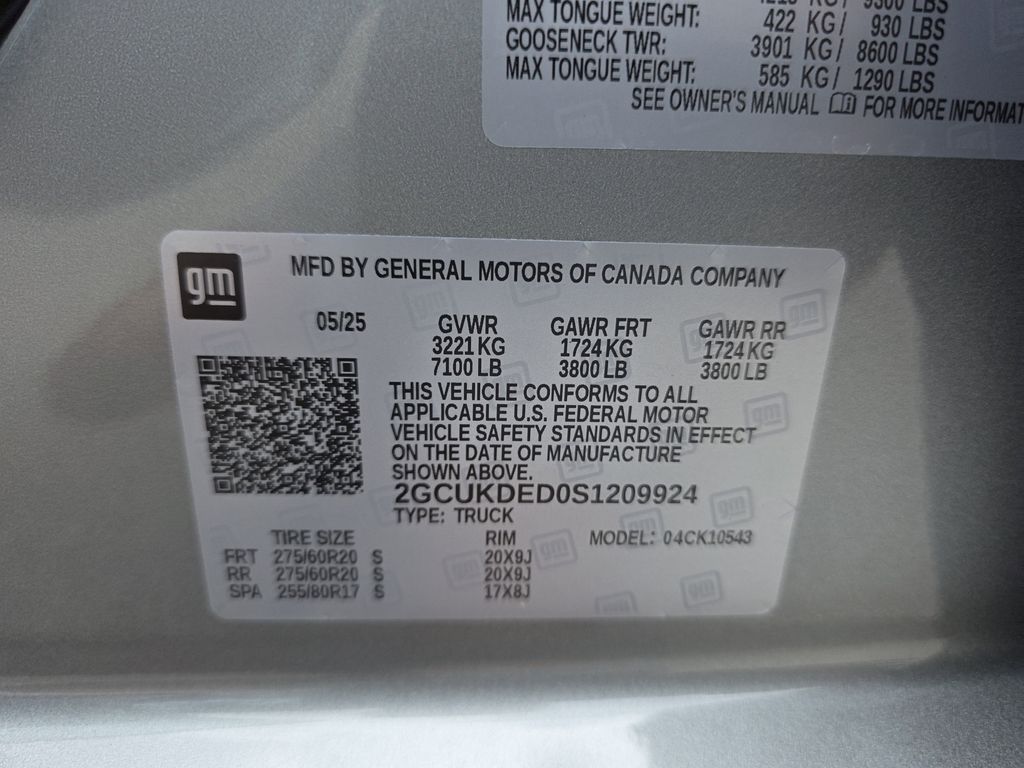 9300 LBS
MAX TONGUE WEIGHT: 422 KG/ 930 LBS
GOOSENECK TWR: 3901 KG/ 8600 LBS
MAX TONGUE WEIGHT: 585 KG/ 1290 LBS
SEE OWNER'S MANUAL FOR MORE INFORMAT
gm
MFD BY GENERAL MOTORS OF CANADA COMPANY
05/25 GVWR GAWR FRT GAWR RR
3221 KG 1724 KG 1724 KG
7100 LB 3800 LB 3800 LB
THIS VEHICLE CONFORMS TO ALL
APPLICABLE U.S. FEDERAL MOTOR
VEHICLE SAFETY STANDARDS IN EFFECT
ON THE DATE OF MANUFACTURE
SHOWN ABOVE.
2GCUKDED0S1209924
TYPE: TRUCK
TIRE SIZE RIM MODEL: 04CK10543
FRT 275/60R20 S 20X9J
RR 275/60R20 S 20X9J
SPA 255/80R17 S 17X8J